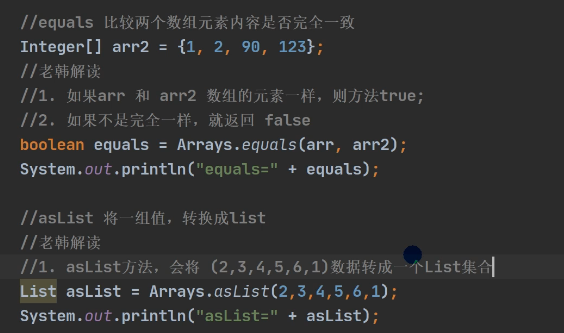 //equals 比较两个数组元素内容是否完全一致
Integer[] arr2 = {1, 2, 90, 123};
//老韩解读
//1. 如果arr 和 arr2 数组的元素一样，则方法true;
//2. 如果不是完全一样，就返回 false
boolean equals = Arrays.equals(arr, arr2);
System.out.println("equals=" + equals);
//asList 将一组值，转换成list
//老韩解读
//1. asList方法，会将 (2,3,4,5,6,1)数据转成一个List集合
List asList = Arrays.asList(2,3,4,5,6,1);
System.out.println("asList=" + asList);